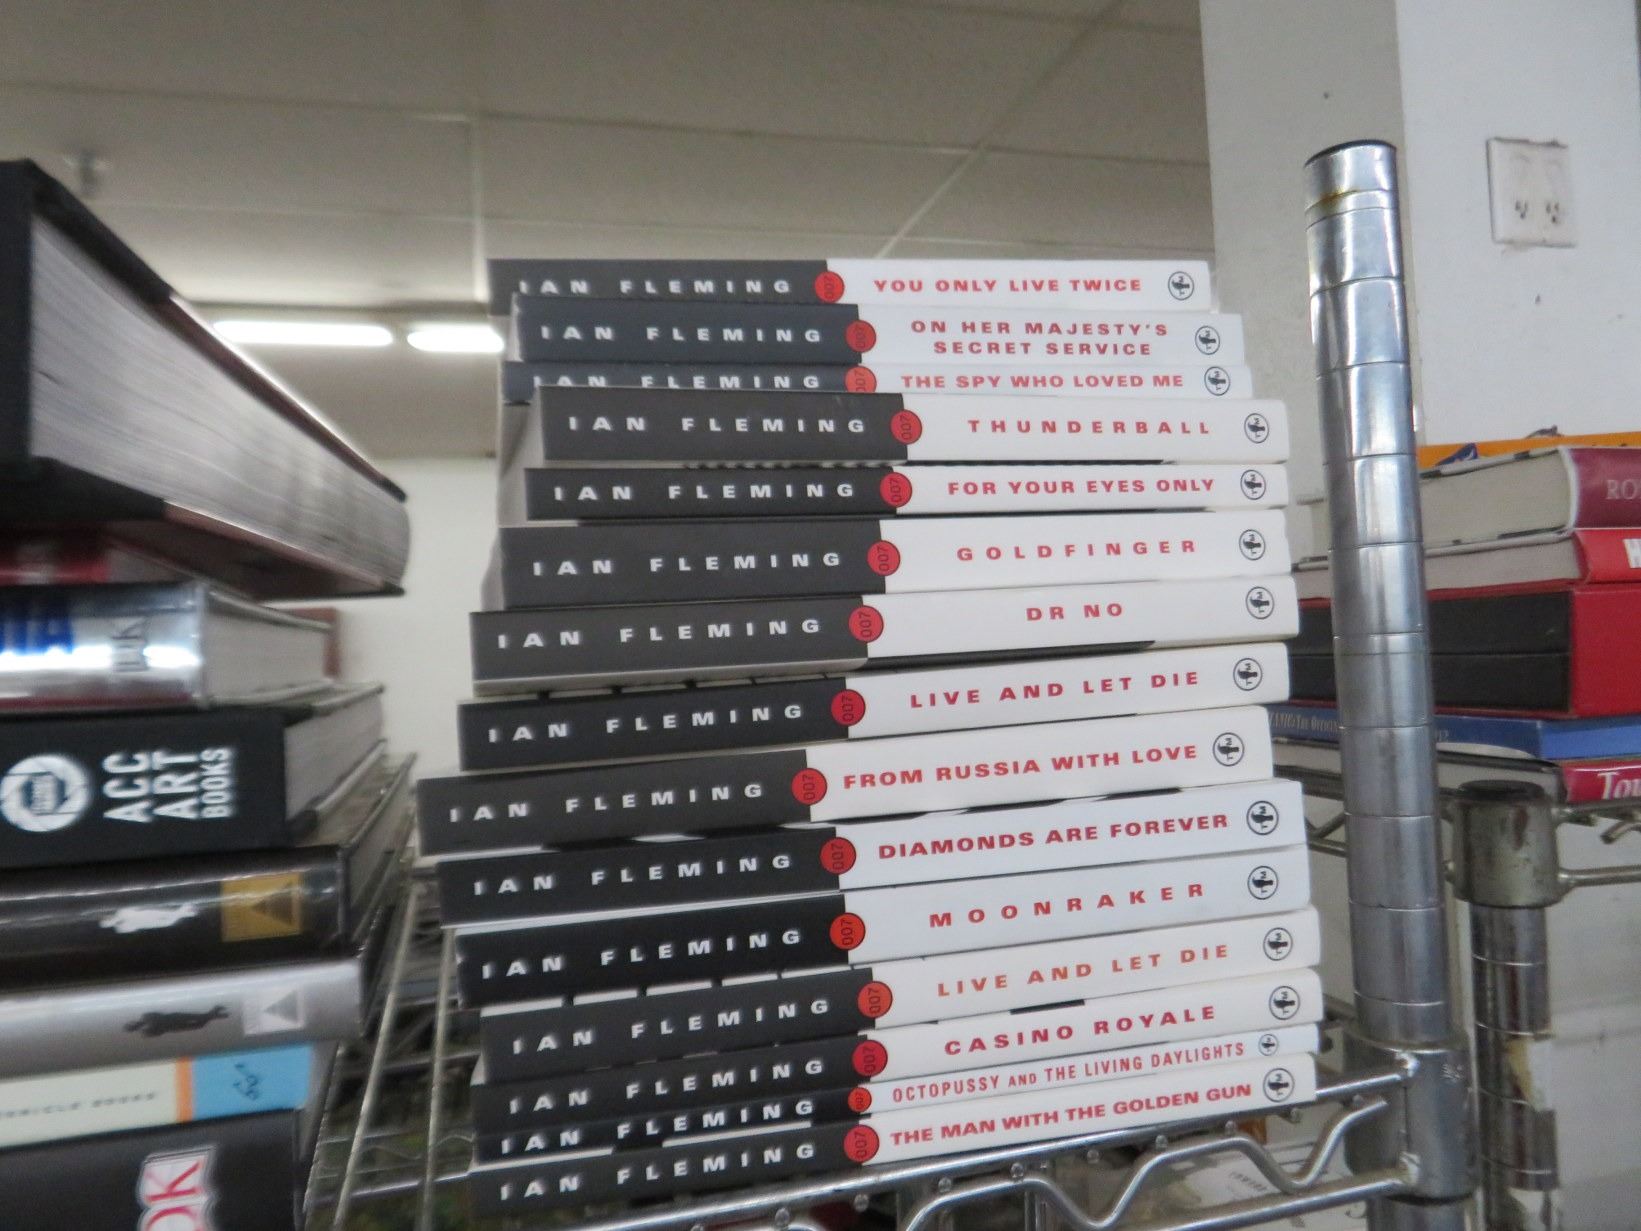 IAN FLEMING 007 YOU ONLY LIVE TWICE
IAN FLEMING 007 ON HER MAJESTY'S
SECRET SERVICE
IAN FLEMING 007 THE SPY WHO LOVED ME
IAN FLEMING 007 THUNDERBALL
IAN FLEMING 007 FOR YOUR EYES ONLY
IAN FLEMING 007 GOLDFINGER
IAN FLEMING 007 DR NO
IAN FLEMING 007 LIVE AND LET DIE
IAN FLEMING 007 FROM RUSSIA WITH LOVE
IAN FLEMING 007 DIAMONDS ARE FOREVER
IAN FLEMING 007 MOONRAKER
IAN FLEMING 007 LIVE AND LET DIE
IAN FLEMING 007 CASINO ROYALE
IAN FLEMING 007 OCTOPUSSY AND THE LIVING DAYLIGHTS
IAN FLEMING 007 THE MAN WITH THE GOLDEN GUN
DK
ACC
ART
BOOKS
BOOKS